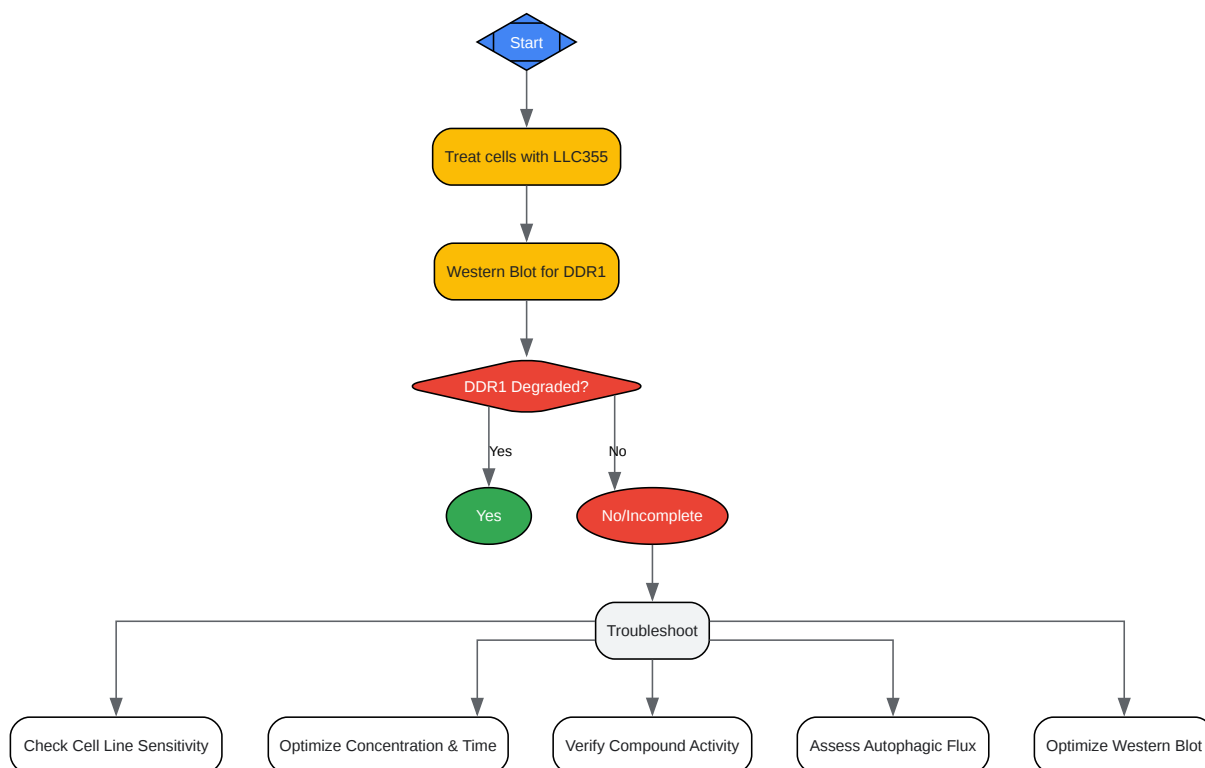 Start
Treat cells with LLC355
Western Blot for DDR1
DDR1 Degraded?
Yes
No
Yes
No/Incomplete
Troubleshoot
Check Cell Line Sensitivity
Optimize Concentration & Time
Verify Compound Activity
Assess Autophagic Flux
Optimize Western Blot